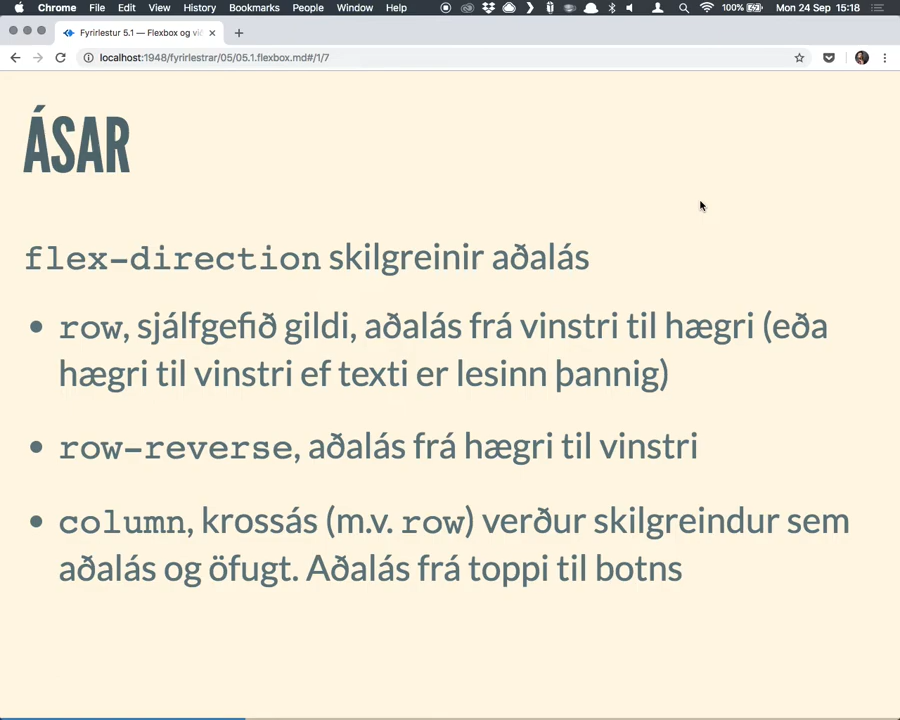 Chrome File Edit View History Bookmarks People Window Help 100% Mon 24 Sep 15:18
Fyrirlestur 5.1 — Flexbox og við
localhost:1948/fyrirlestrar/05/05.1.flexbox.md#/1/7
ÁSAR
flex-direction skilgreinir aðalás
row, sjálfgefið gildi, aðalás frá vinstri til hægri (eða
hægri til vinstri ef texti er lesinn þannig)
row-reverse, aðalás frá hægri til vinstri
column, krossás (m.v. row) verður skilgreindur sem
aðalás og öfugt. Aðalás frá toppi til botns